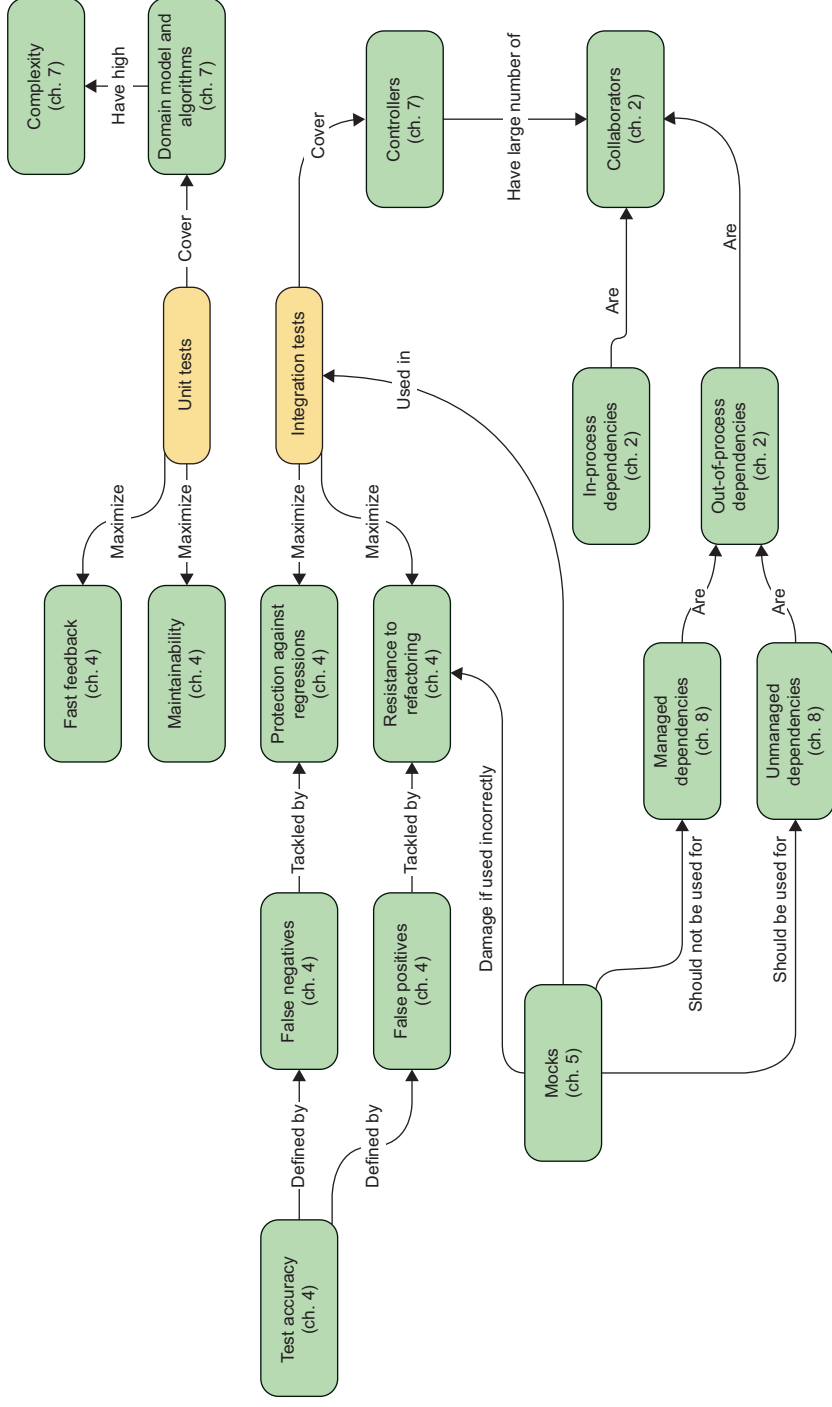 Fast feedback
(ch. 4)
Maximize
Complexity
(ch. 7)
Have high
Maintainability
(ch. 4)
Maximize
Unit tests
Cover
Domain model and
algorithms
(ch. 7)
Test accuracy
(ch. 4)
Defined by
False negatives
(ch. 4)
Tackled by
Protection against
regressions
(ch. 4)
Maximize
Integration tests
Cover
Defined by
False positives
(ch. 4)
Tackled by
Resistance to
refactoring
(ch. 4)
Maximize
Used in
Controllers
(ch. 7)
Damage if used incorrectly
Have large number of
Mocks
(ch. 5)
In-process
dependencies
(ch. 2)
Are
Collaborators
(ch. 2)
Should not be used for
Managed
dependencies
(ch. 8)
Are
Out-of-process
dependencies
(ch. 2)
Are
Should be used for
Unmanaged
dependencies
(ch. 8)
Are